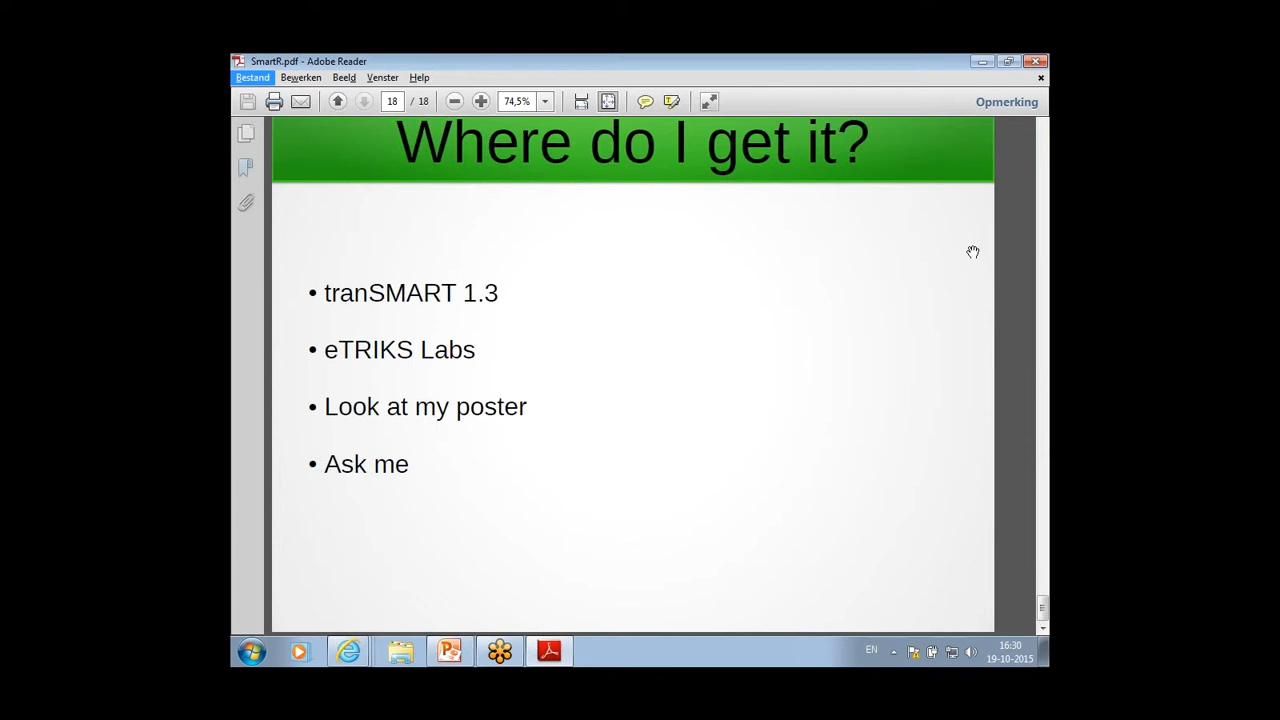 SmartR.pdf - Adobe Reader
Bestand Bewerken Beeld Venster Help
18 / 18 74,5% Opmerking
Where do I get it?
• tranSMART 1.3
• eTRIKS Labs
• Look at my poster
• Ask me
EN 16:30
19-10-2015